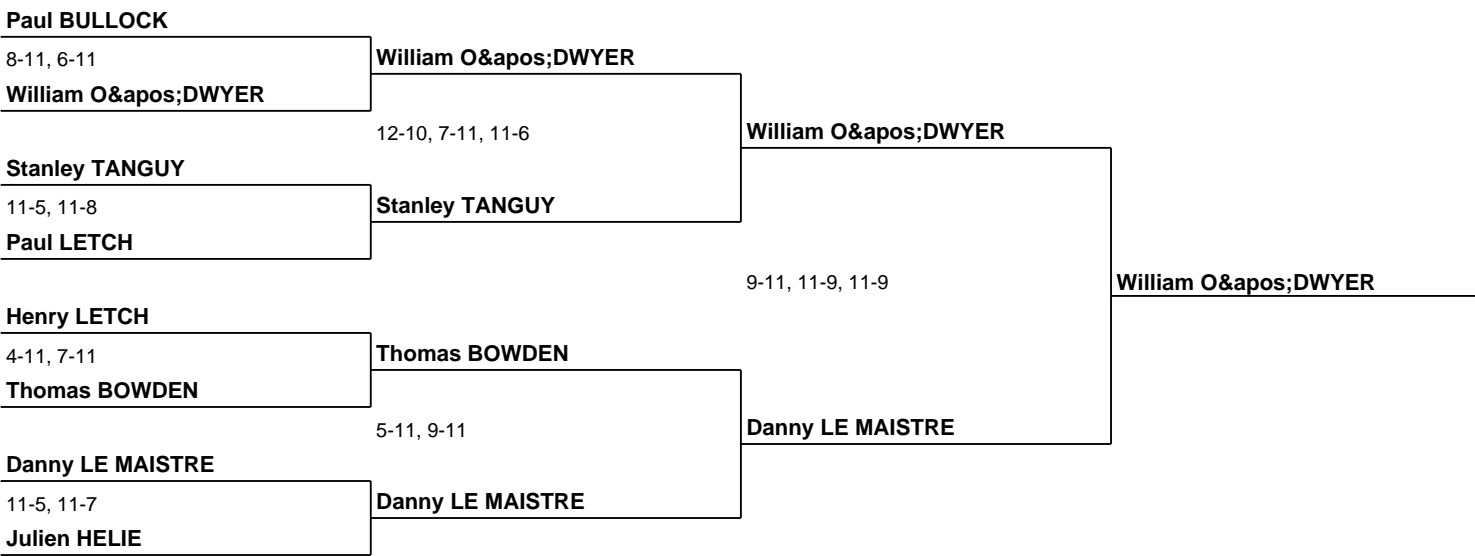 Paul BULLOCK
8-11, 6-11
William O&apos;DWYER
William O&apos;DWYER
12-10, 7-11, 11-6
William O&apos;DWYER
Stanley TANGUY
11-5, 11-8
Paul LETCH
Stanley TANGUY
9-11, 11-9, 11-9
William O&apos;DWYER
Henry LETCH
4-11, 7-11
Thomas BOWDEN
Thomas BOWDEN
5-11, 9-11
Danny LE MAISTRE
Danny LE MAISTRE
11-5, 11-7
Julien HELIE
Danny LE MAISTRE